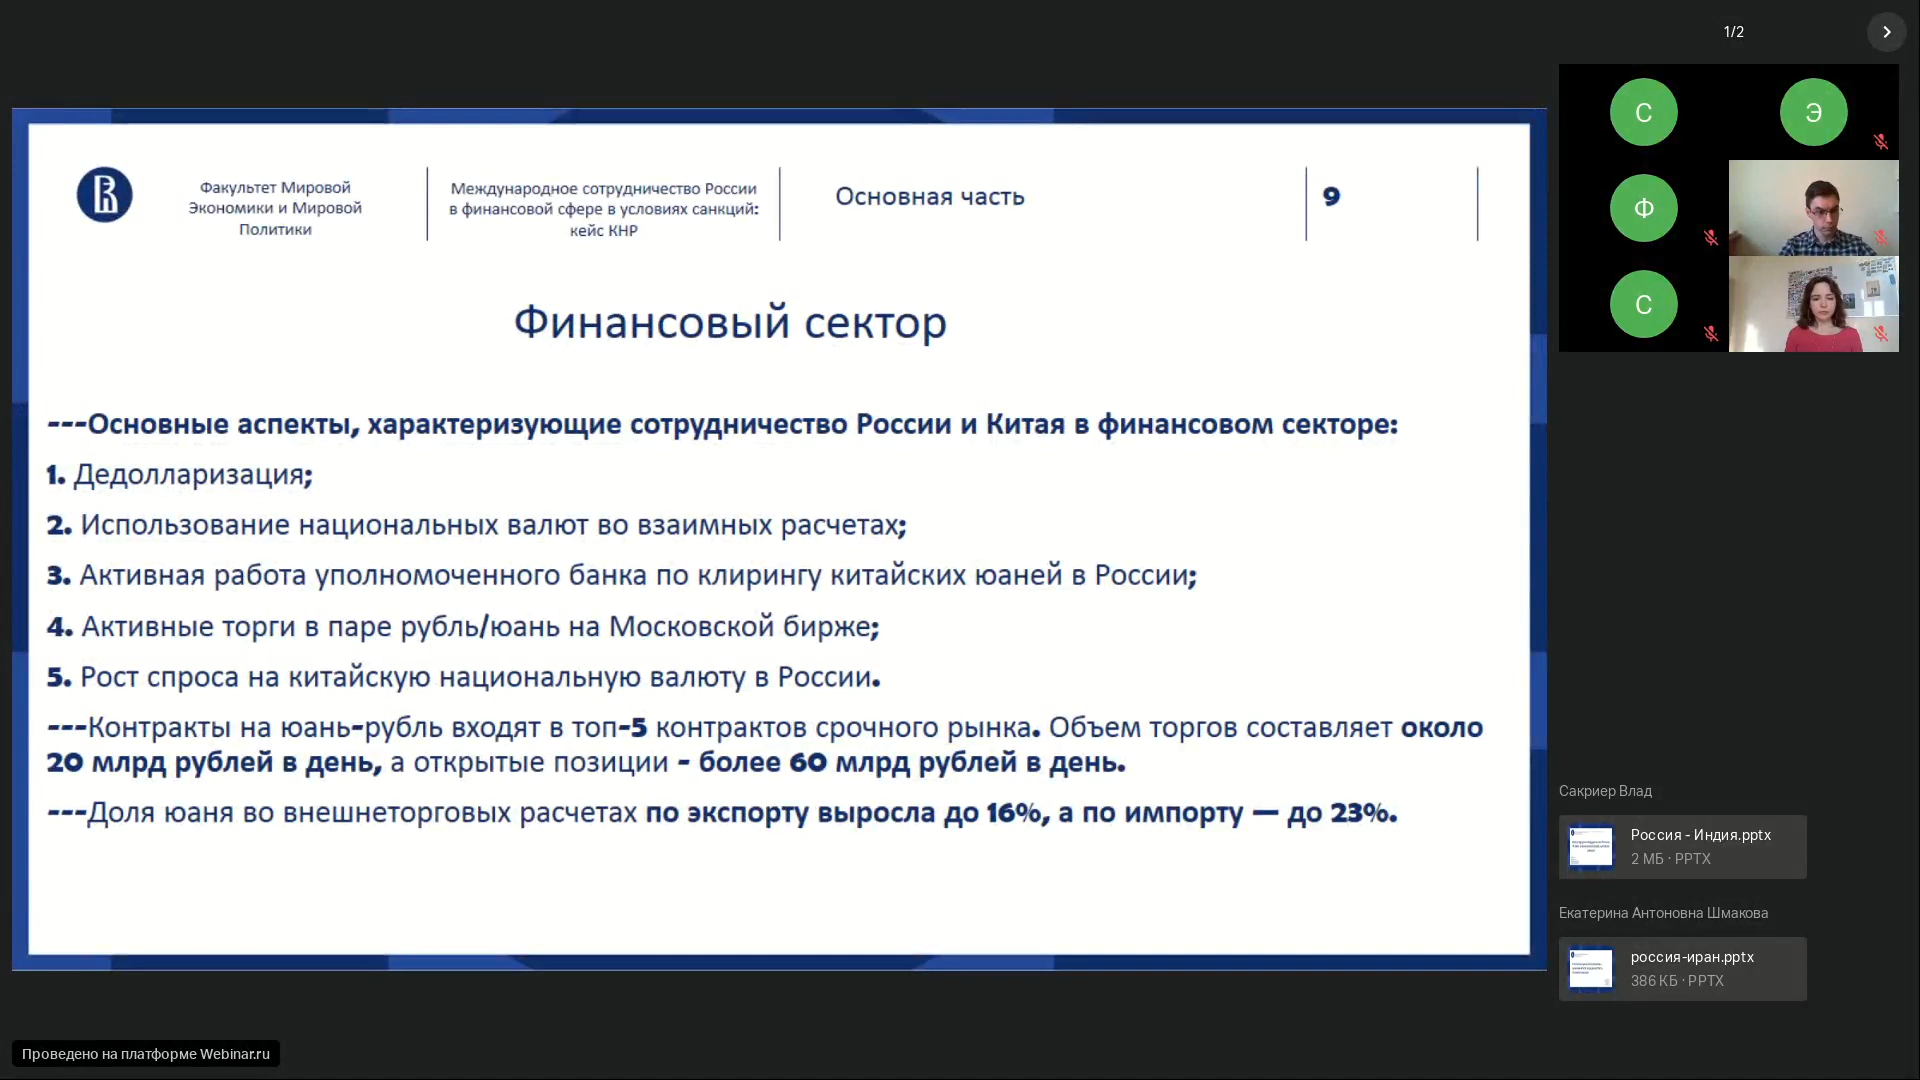 1/2
С
Э
Ф
С
Факультет Мировой
Экономики и Мировой
Политики
Международное сотрудничество России
в финансовой сфере в условиях санкций:
кейс КНР
Основная часть
9
Финансовый сектор
---Основные аспекты, характеризующие сотрудничество России и Китая в финансовом секторе:
1. Дедолларизация;
2. Использование национальных валют во взаимных расчетах;
3. Активная работа уполномоченного банка по клирингу китайских юаней в России;
4. Активные торги в паре рубль/юань на Московской бирже;
5. Рост спроса на китайскую национальную валюту в России.
---Контракты на юань-рубль входят в топ-5 контрактов срочного рынка. Объем торгов составляет около
20 млрд рублей в день, а открытые позиции - более 60 млрд рублей в день.
---Доля юаня во внешнеторговых расчетах по экспорту выросла до 16%, а по импорту — до 23%.
Сакриер Влад
Россия - Индия.pptx
2 МБ · PPTX
Екатерина Антоновна Шмакова
россия-иран.pptx
386 КБ · PPTX
Проведено на платформе Webinar.ru